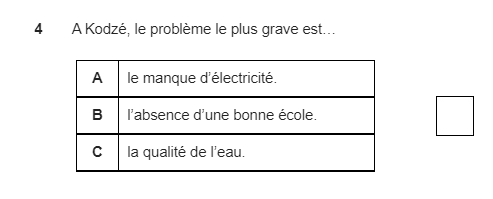 4 A Kodzé, le problème le plus grave est…
A le manque d’électricité.
B l’absence d’une bonne école.
C la qualité de l’eau.